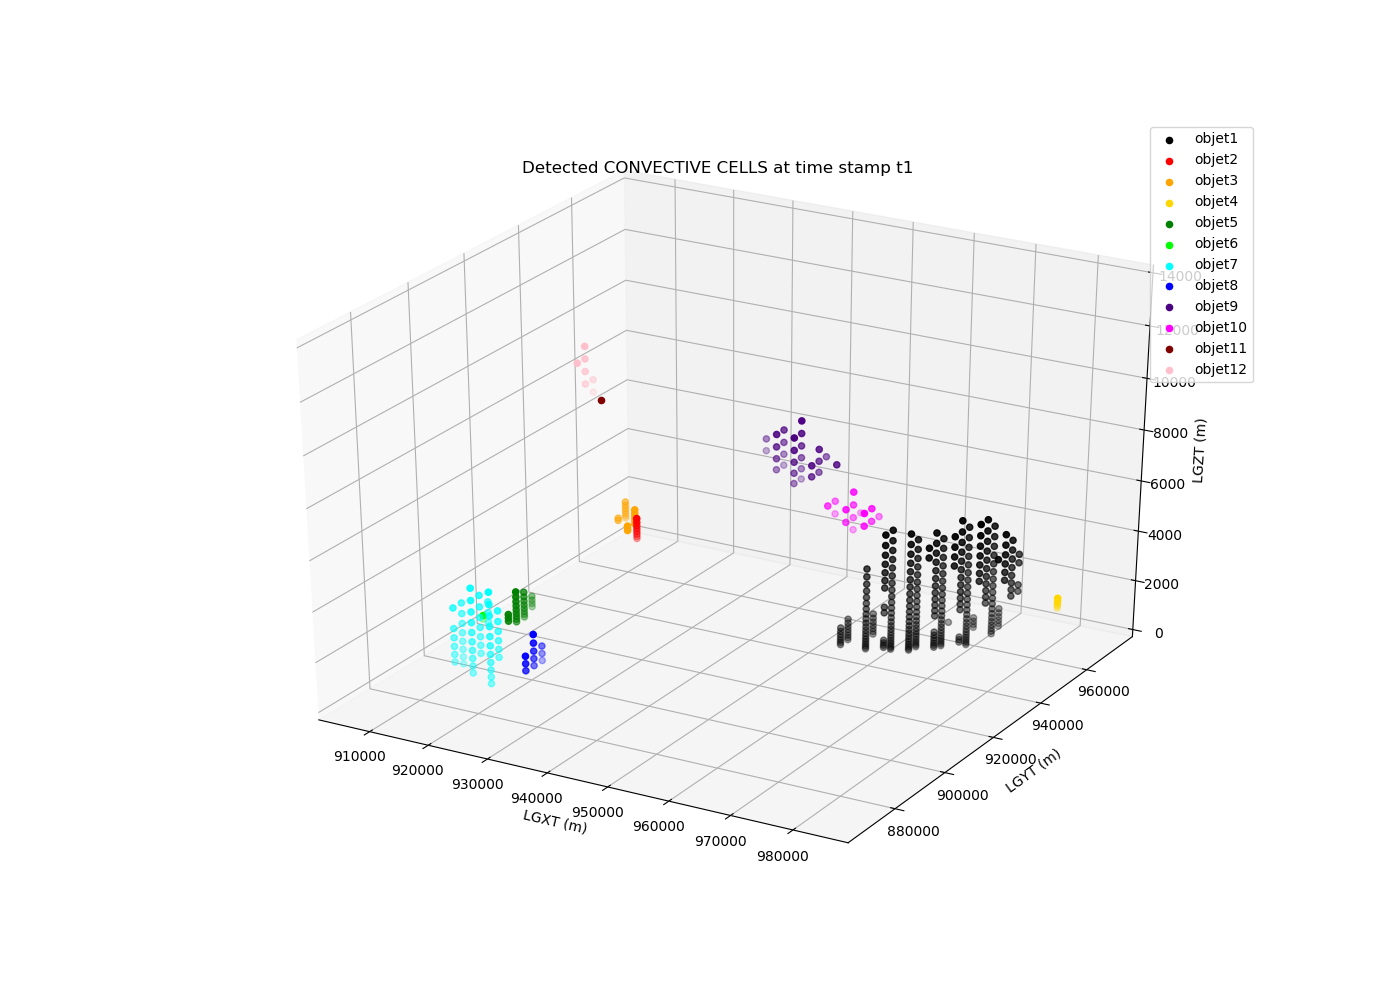 Detected CONVECTIVE CELLS at time stamp t1
objet1
objet2
objet3
objet4
objet5
objet6
objet7
objet8
objet9
objet10
objet11
objet12
14000
12000
10000
8000
6000
4000
2000
0
LGZT (m)
960000
940000
920000
900000
880000
LGYT (m)
910000
920000
930000
940000
950000
960000
970000
980000
LGXT (m)